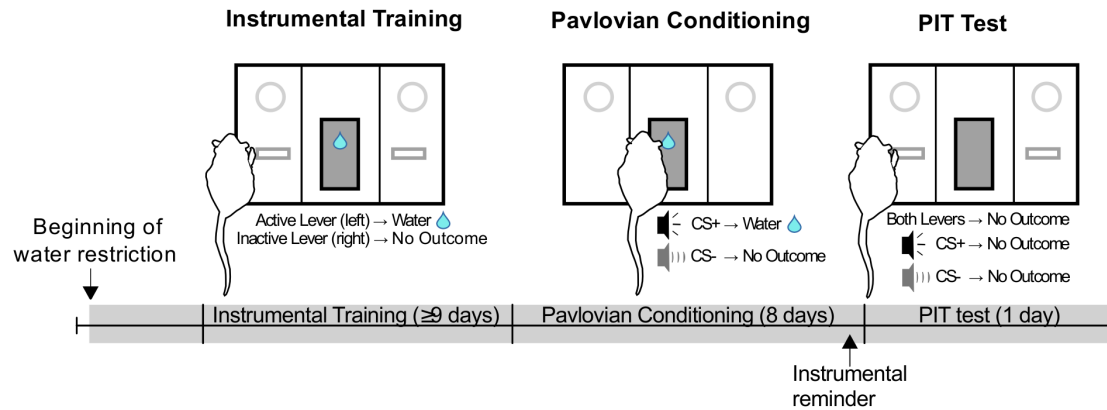 Instrumental Training
Pavlovian Conditioning
PIT Test
Active Lever (left) → Water
Inactive Lever (right) → No Outcome
CS+ → Water
CS- → No Outcome
Both Levers → No Outcome
CS+ → No Outcome
CS- → No Outcome
Beginning of
water restriction
Instrumental Training (≥9 days)
Pavlovian Conditioning (8 days)
PIT test (1 day)
Instrumental
reminder